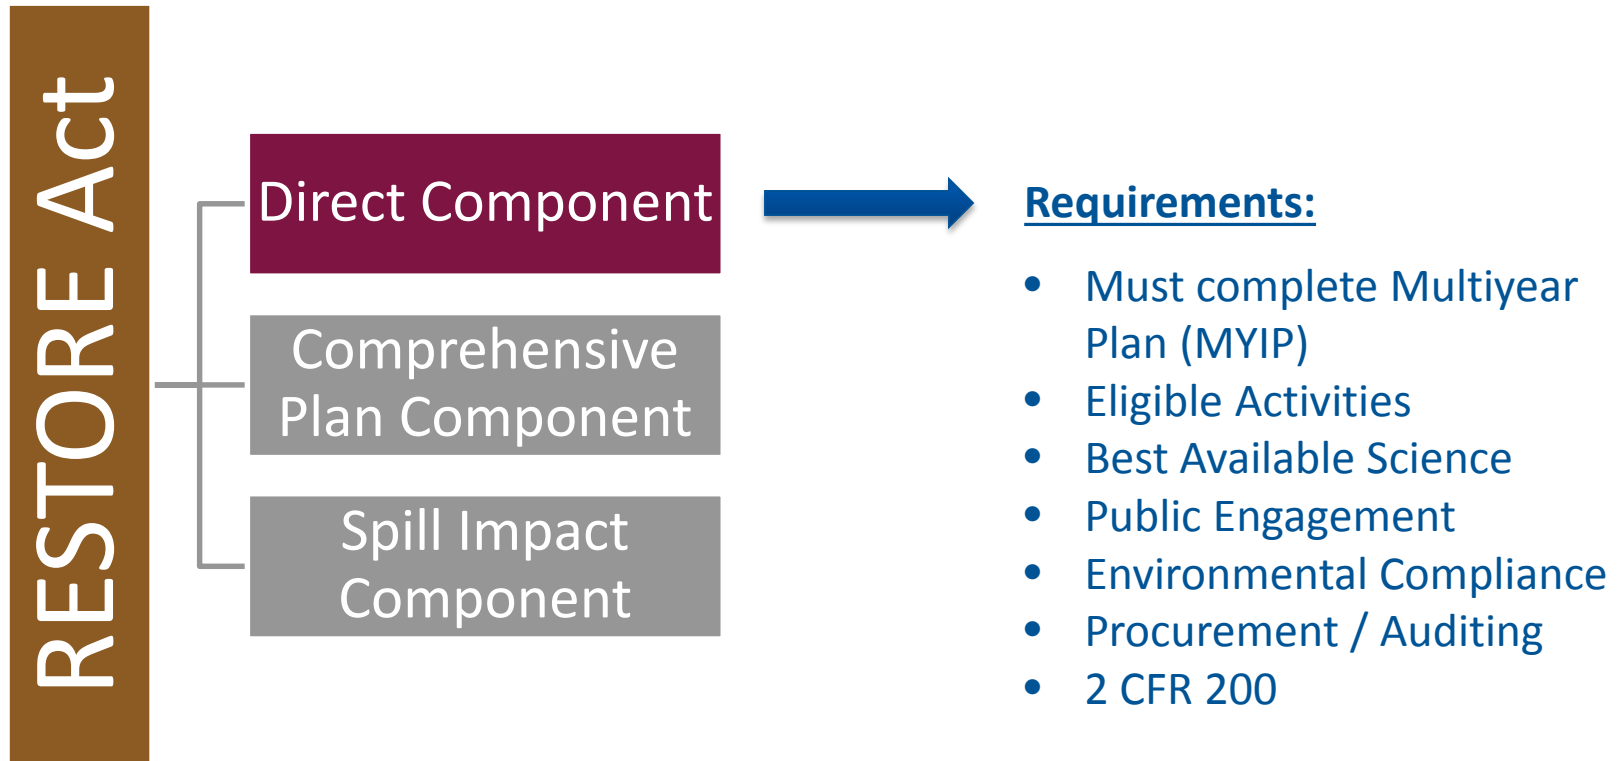 RESTORE Act
Direct Component
Comprehensive
Plan Component
Spill Impact
Component
Requirements:
• Must complete Multiyear
Plan (MYIP)
• Eligible Activities
• Best Available Science
• Public Engagement
• Environmental Compliance
• Procurement / Auditing
• 2 CFR 200